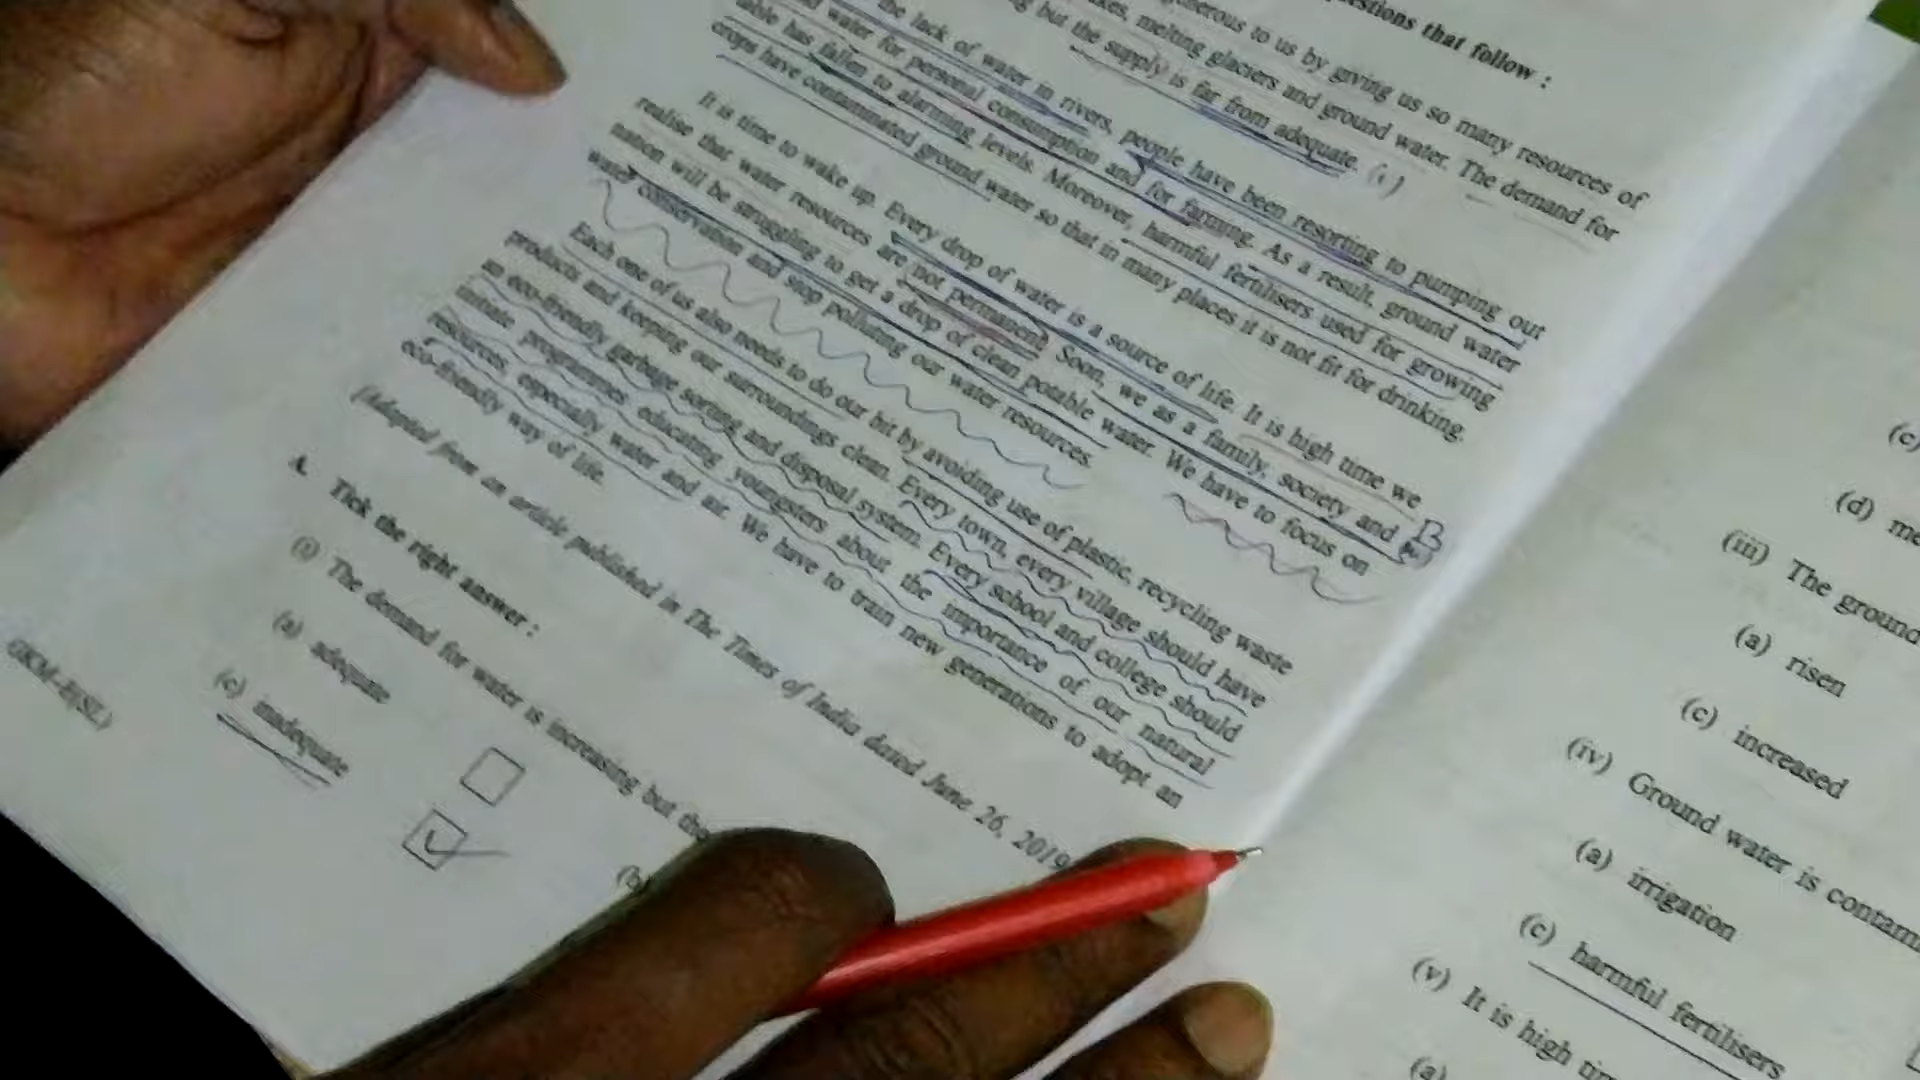 questions that follow :
generous to us by giving us so many resources of
melting glaciers and ground water. The demand for
but the supply is far from adequate. (i)
the lack of water in rivers, people have been resorting to pumping out
water for personal consumption and for farming. As a result, ground water
has fallen to alarming levels. Moreover, harmful fertilisers used for growing
crops have contaminated ground water so that in many places it is not fit for drinking.
It is time to wake up. Every drop of water is a source of life. It is high time we
realise that water resources are not permanent. Soon, we as a family, society and
nation will be struggling to get a drop of clean potable water. We have to focus on
conservation and stop polluting our water resources.
Each one of us also needs to do our bit by avoiding use of plastic, recycling waste
products and keeping our surroundings clean. Every town, every village should have
an eco-friendly garbage sorting and disposal system. Every school and college should
initiate programmes educating youngsters about the importance of our natural
resources, especially water and air. We have to train new generations to adopt an
eco-friendly way of life.
(Adapted from an article published in The Times of India dated June 26, 2019
A. Tick the right answer :
(i) The demand for water is increasing but the
(a) adequate
(b)
(c) inadequate
(d) me
(iii) The ground
(a) risen
(c) increased
(iv) Ground water is contam
(a) irrigation
(c) harmful fertilisers
(v) It is high tim
(a)